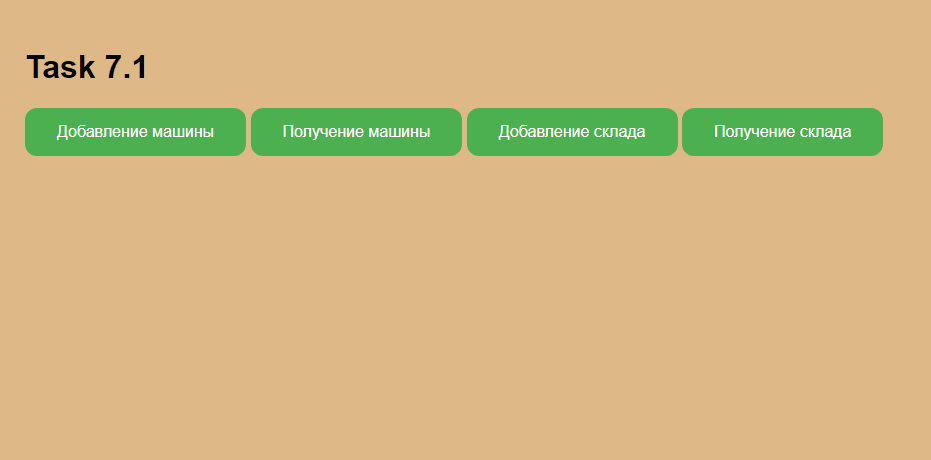 Task 7.1
Добавление машины Получение машины Добавление склада Получение склада